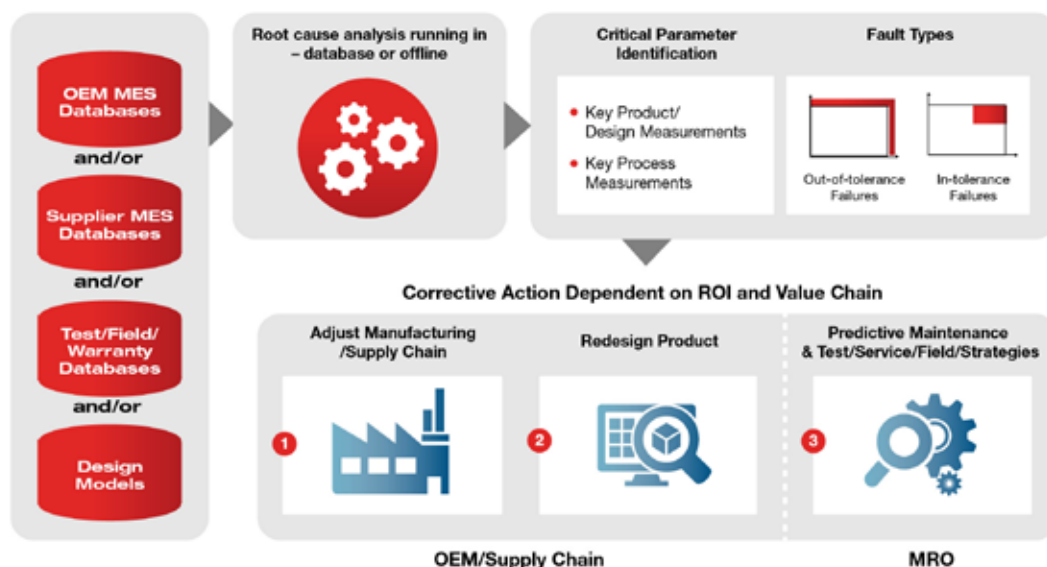 OEM MES
Databases
and/or
Supplier MES
Databases
and/or
Test/Field/
Warranty
Databases
and/or
Design
Models
Root cause analysis running in
– database or offline
Critical Parameter
Identification
• Key Product/
Design Measurements
• Key Process
Measurements
Fault Types
Out-of-tolerance
Failures
In-tolerance
Failures
Corrective Action Dependent on ROI and Value Chain
Adjust Manufacturing
/Supply Chain
1
Redesign Product
2
Predictive Maintenance
& Test/Service/Field/Strategies
3
OEM/Supply Chain
MRO